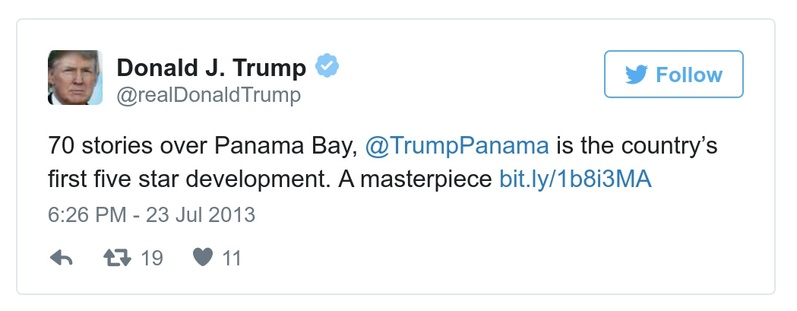 Donald J. Trump
@realDonaldTrump
Follow
70 stories over Panama Bay, @TrumpPanama is the country’s
first five star development. A masterpiece bit.ly/1b8i3MA
6:26 PM - 23 Jul 2013
19 11